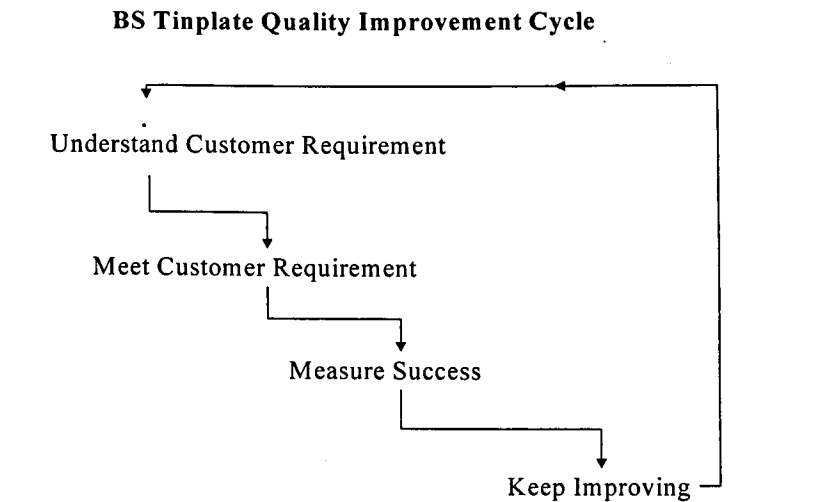 BS Tinplate Quality Improvement Cycle
Understand Customer Requirement
Meet Customer Requirement
Measure Success
Keep Improving